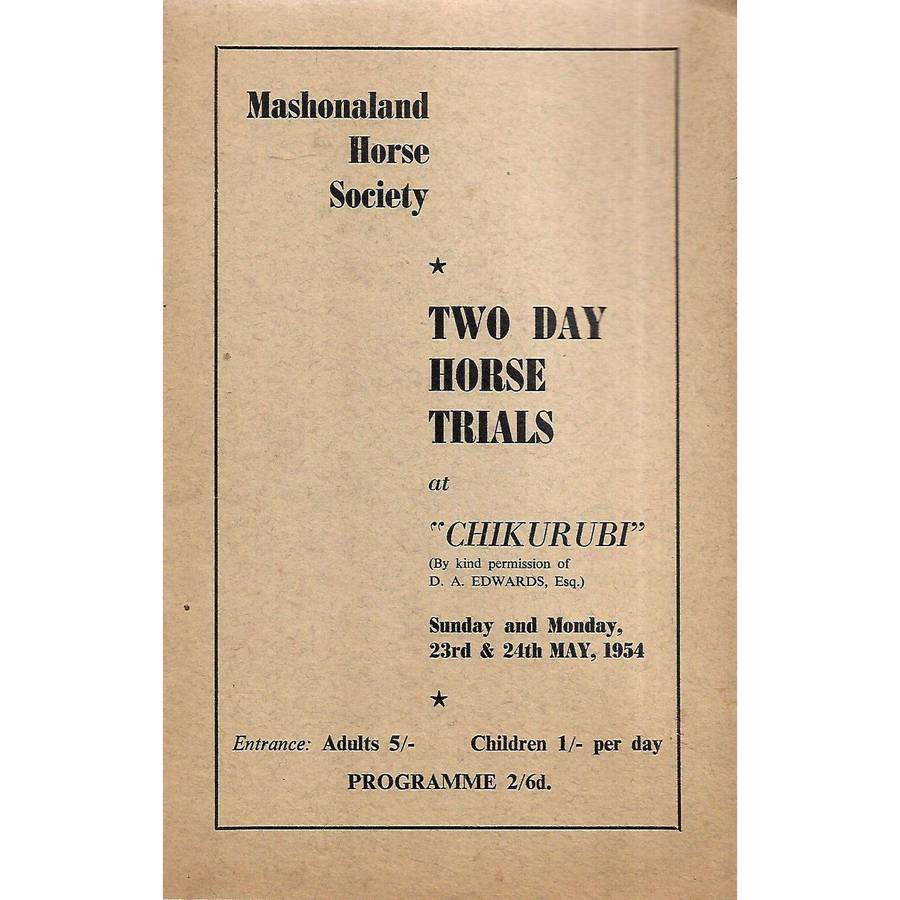 Mashonaland
Horse
Society
★
TWO DAY
HORSE
TRIALS
at
"CHIKURUBI"
(By kind permission of
D. A. EDWARDS, Esq.)
Sunday and Monday,
23rd & 24th MAY, 1954
★
Entrance: Adults 5/- Children 1/- per day
PROGRAMME 2/6d.